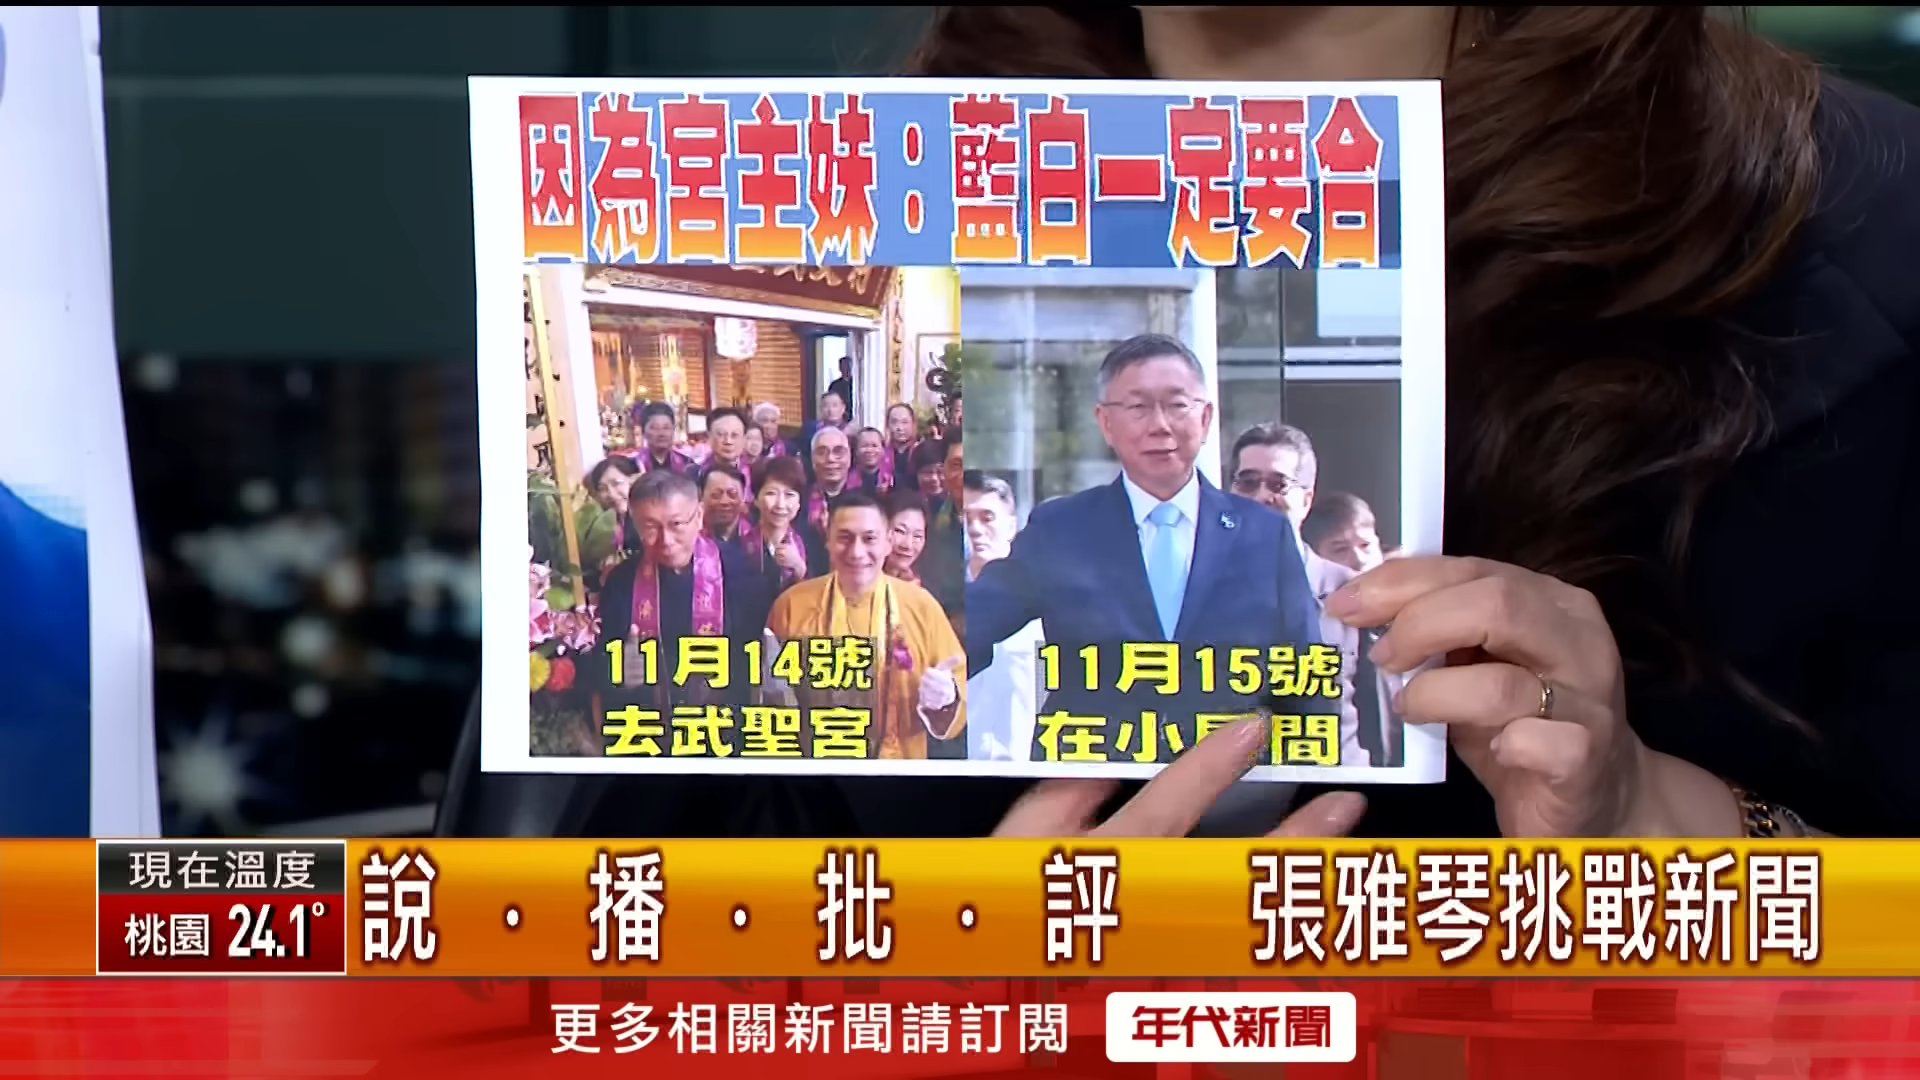 因為宮主妹：藍白一定要合
11月14號
去武聖宮
11月15號
在小 間
現在溫度
桃園 24.1°
說．播．批．評 張雅琴挑戰新聞
更多相關新聞請訂閱 年代新聞